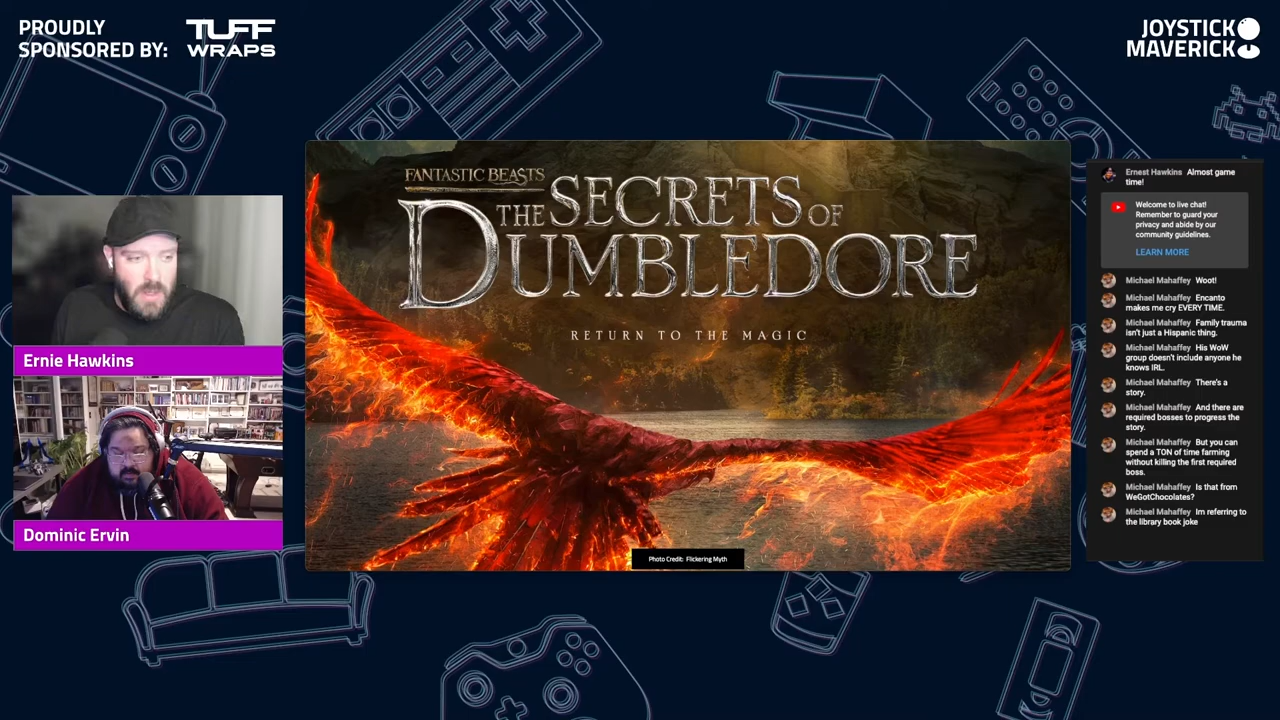 PROUDLY
SPONSORED BY:
TUFF
WRAPS
JOYSTICK
MAVERICK
Ernie Hawkins
Dominic Ervin
FANTASTIC BEASTS
THE SECRETS OF
DUMBLEDORE
RETURN TO THE MAGIC
Photo Credit: Flickering Myth
Ernest Hawkins Almost game
time!
Welcome to live chat!
Remember to guard your
privacy and abide by our
community guidelines.
LEARN MORE
Michael Mahaffey Woot!
Michael Mahaffey Encanto
makes me cry EVERY TIME.
Michael Mahaffey Family trauma
isn't just a Hispanic thing.
Michael Mahaffey His WoW
group doesn't include anyone he
knows IRL.
Michael Mahaffey There's a
story.
Michael Mahaffey And there are
required bosses to progress the
story.
Michael Mahaffey But you can
spend a TON of time farming
without killing the first required
boss.
Michael Mahaffey Is that from
WeGotChocolates?
Michael Mahaffey Im referring to
the library book joke